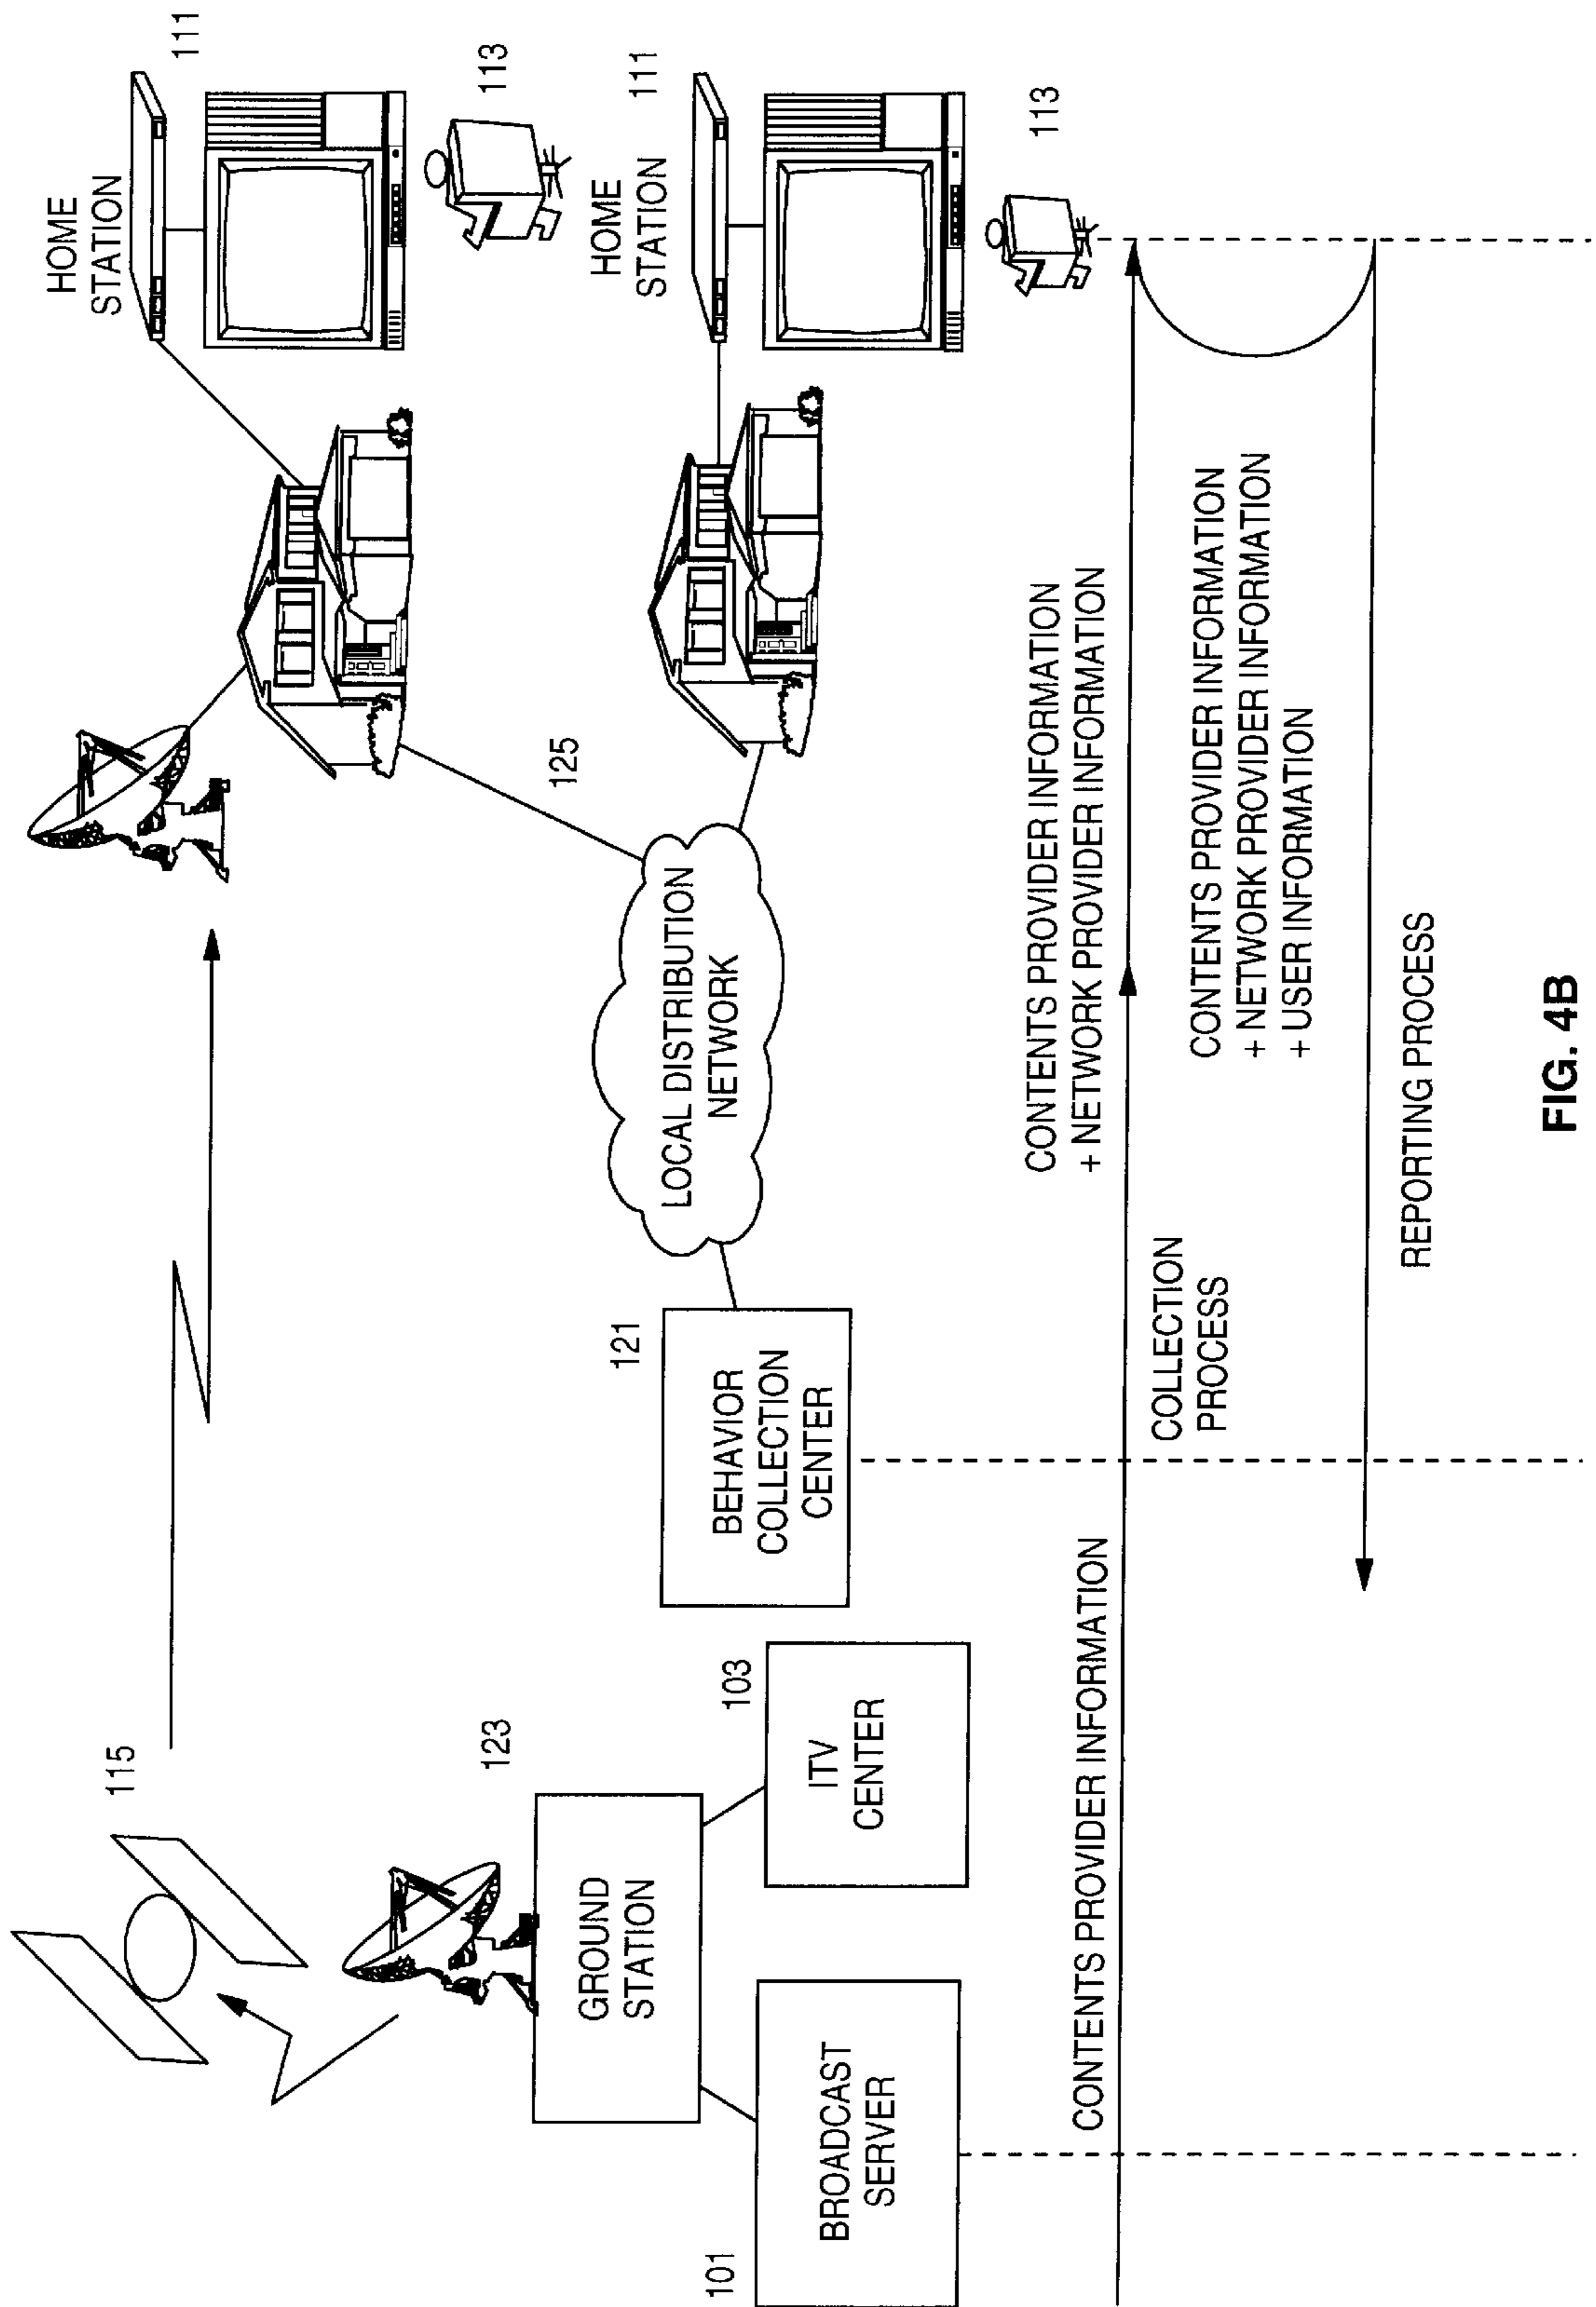 115
123
GROUND
STATION
101
BROADCAST
SERVER
103
ITV
CENTER
121
BEHAVIOR
COLLECTION
CENTER
LOCAL DISTRIBUTION
NETWORK
125
HOME
STATION
111
113
HOME
STATION
111
113
CONTENTS PROVIDER INFORMATION
CONTENTS PROVIDER INFORMATION
+ NETWORK PROVIDER INFORMATION
COLLECTION
PROCESS
CONTENTS PROVIDER INFORMATION
+ NETWORK PROVIDER INFORMATION
+ USER INFORMATION
REPORTING PROCESS
FIG. 4B